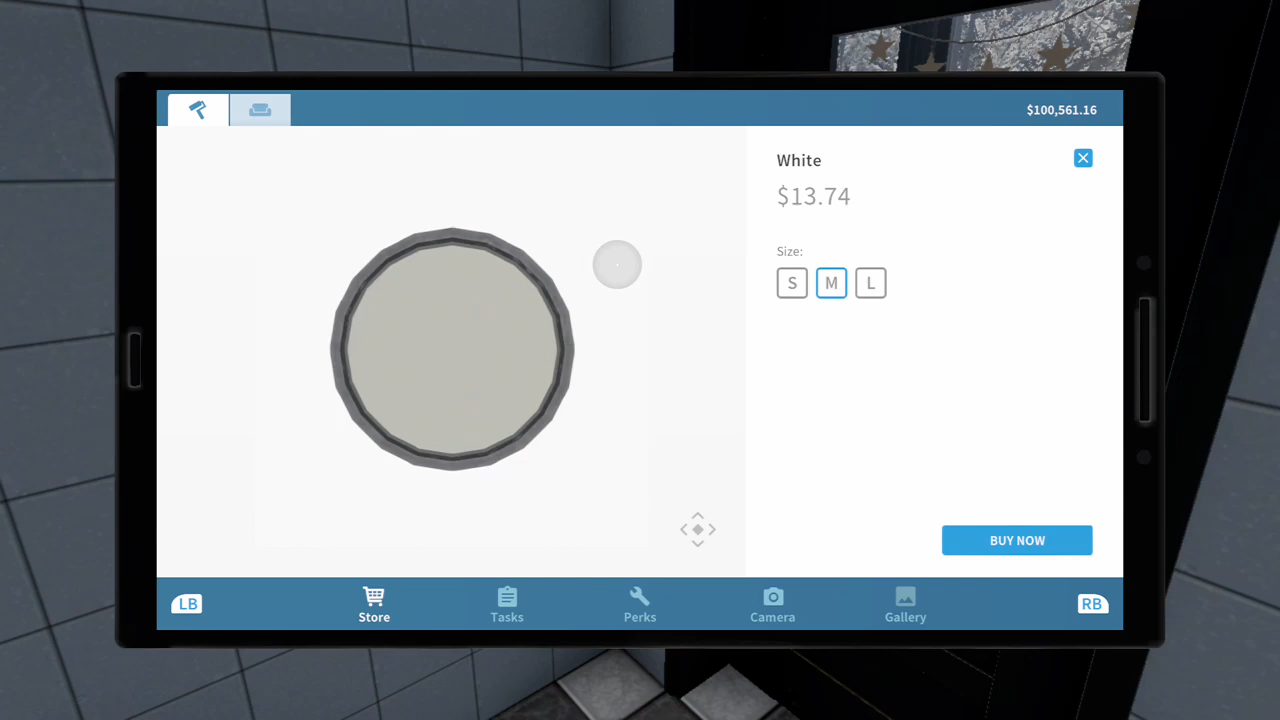 $100,561.16
White
$13.74
Size:
S M L
BUY NOW
LB Store Tasks Perks Camera Gallery RB